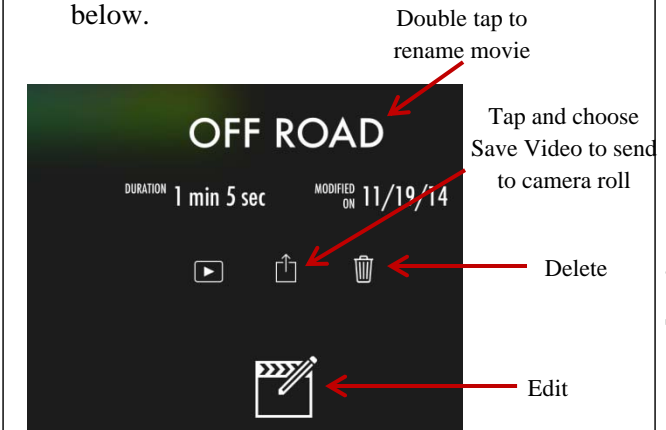 below.
Double tap to
rename movie
OFF ROAD
Tap and choose
Save Video to send
to camera roll
DURATION 1 min 5 sec
MODIFIED ON 11/19/14
Delete
Edit